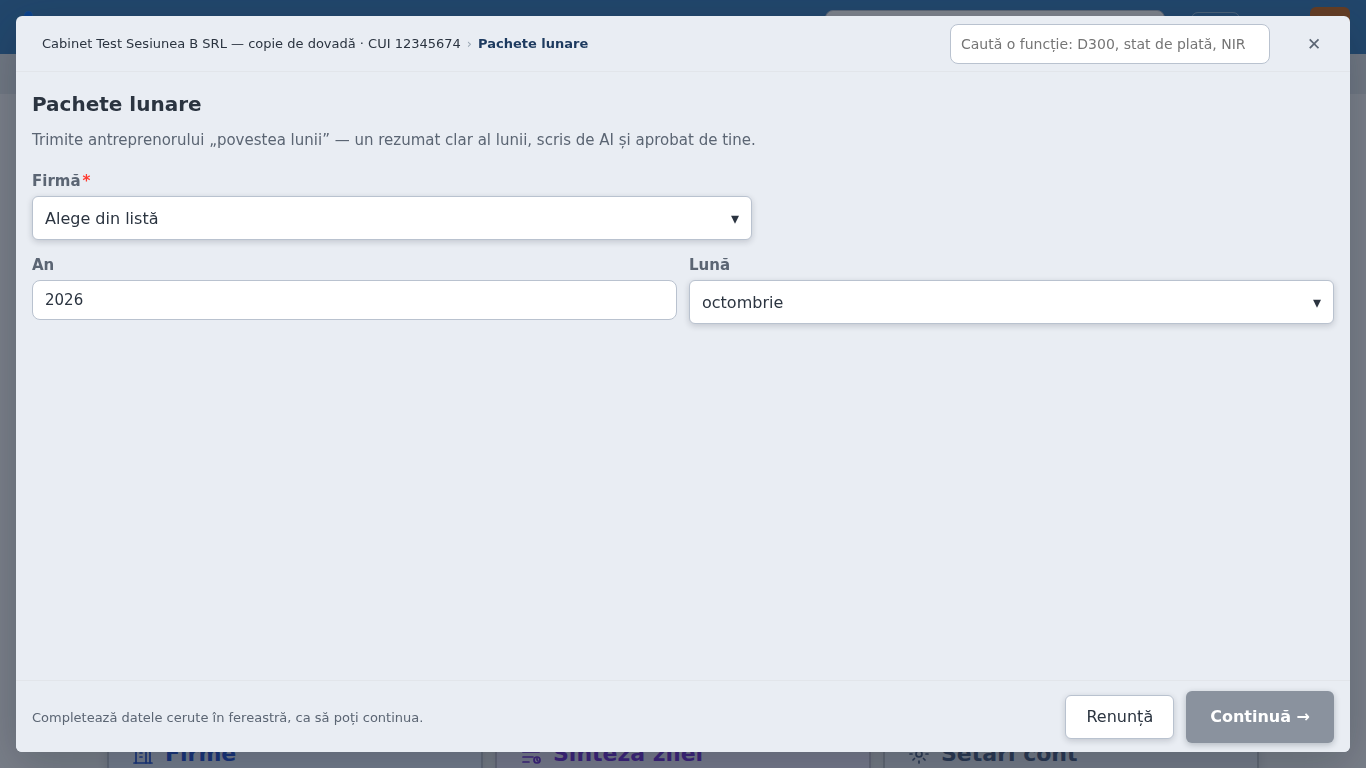 Cabinet Test Sesiunea B SRL — copie de dovadă · CUI 12345674 › Pachete lunare
Caută o funcție: D300, stat de plată, NIR
✕
Pachete lunare
Trimite antreprenorului „povestea lunii” — un rezumat clar al lunii, scris de AI și aprobat de tine.
Firmă*
Alege din listă ▾
An
Lună
2026
octombrie ▾
Completează datele cerute în fereastră, ca să poți continua.
Renunță
Continuă →
Firme
Sinteza zilei
Setări cont